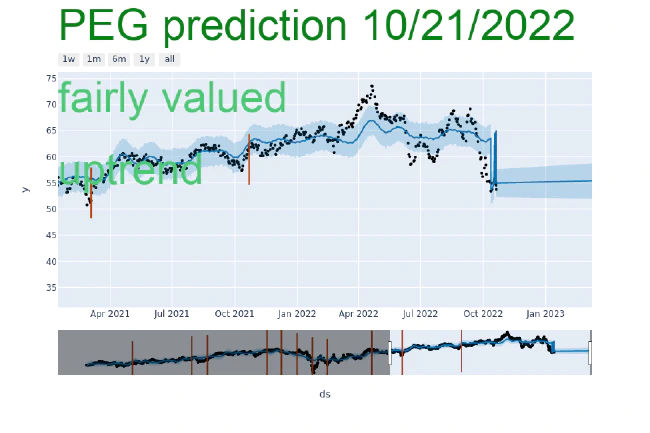 PEG prediction 10/21/2022
1w 1m 6m 1y all
75
fairly valued
70
65
60
uptrend
55
50
45
40
35
y
Apr 2021 Jul 2021 Oct 2021 Jan 2022 Apr 2022 Jul 2022 Oct 2022 Jan 2023
ds